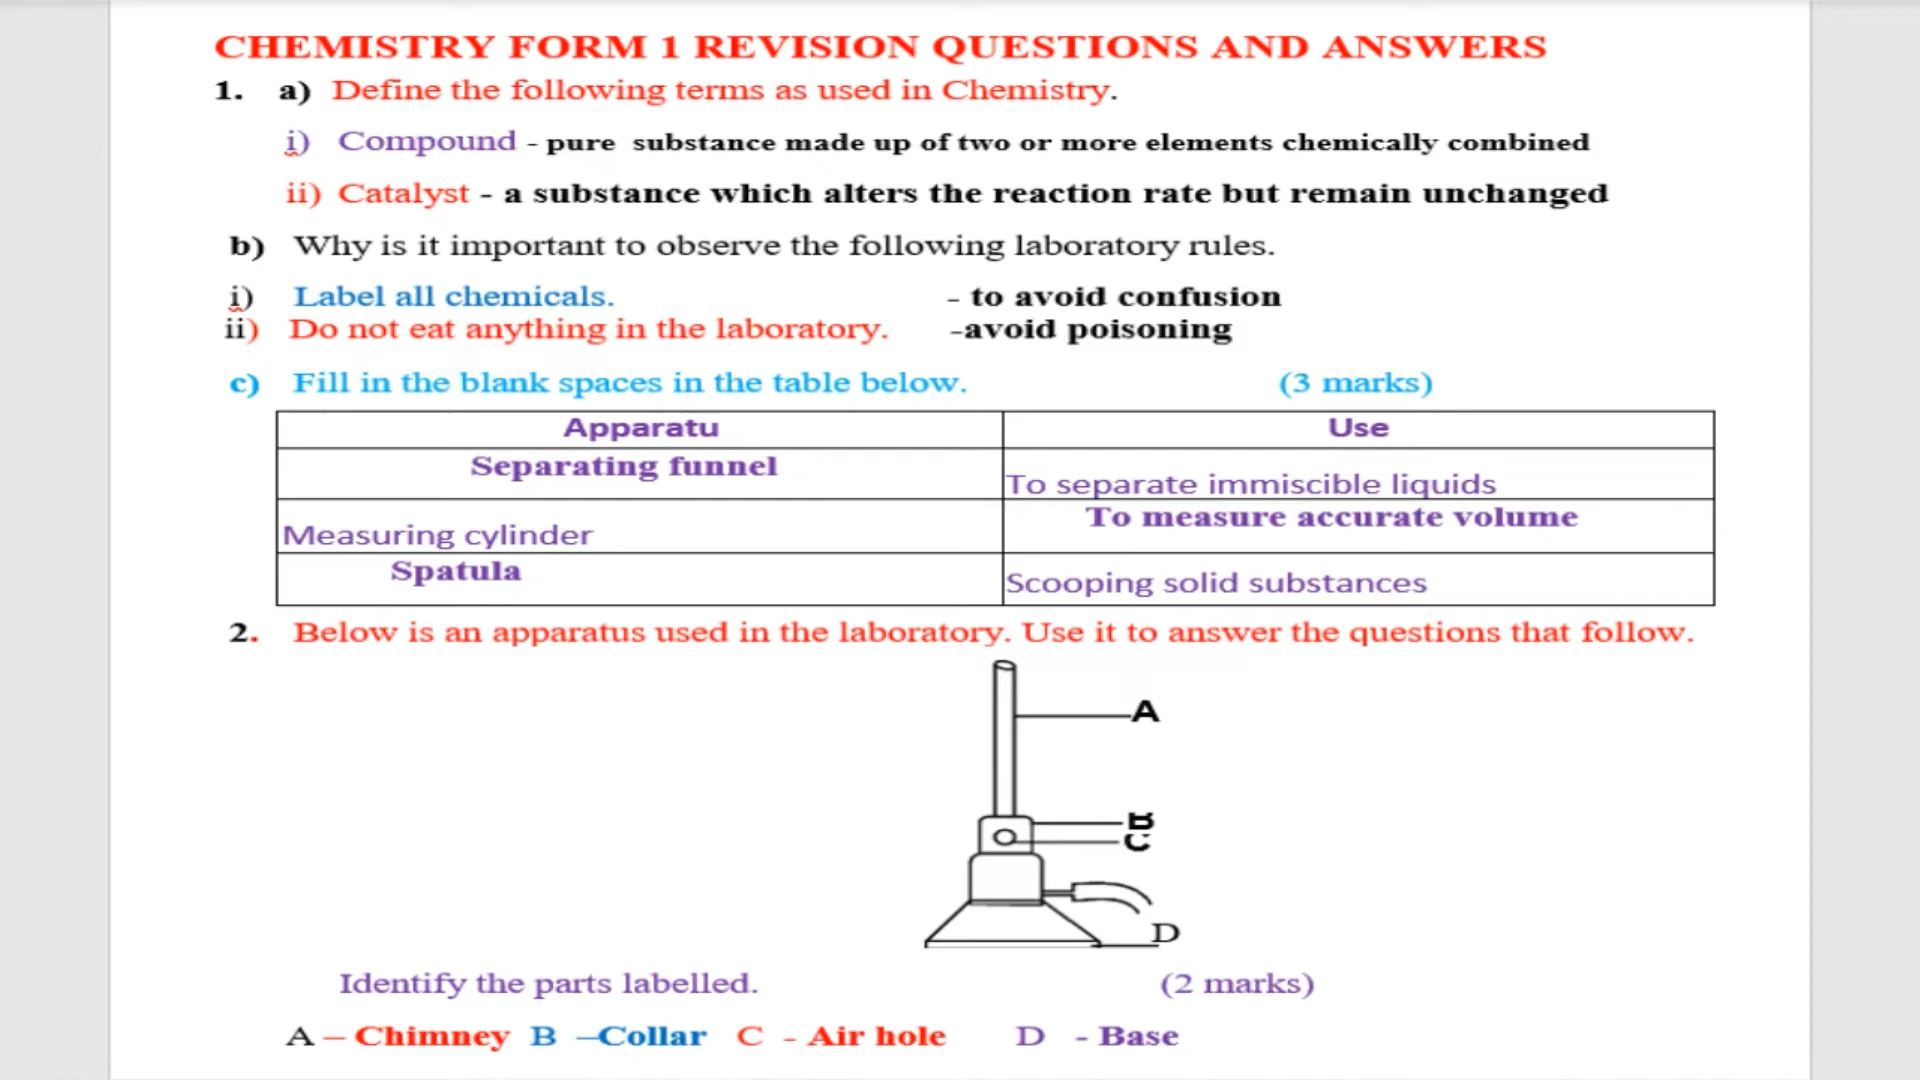 CHEMISTRY FORM 1 REVISION QUESTIONS AND ANSWERS
1. a) Define the following terms as used in Chemistry.
i) Compound - pure substance made up of two or more elements chemically combined
ii) Catalyst - a substance which alters the reaction rate but remain unchanged
b) Why is it important to observe the following laboratory rules.
i) Label all chemicals. - to avoid confusion
ii) Do not eat anything in the laboratory. -avoid poisoning
c) Fill in the blank spaces in the table below. (3 marks)
Apparatu Use
Separating funnel To separate immiscible liquids
Measuring cylinder To measure accurate volume
Spatula Scooping solid substances
2. Below is an apparatus used in the laboratory. Use it to answer the questions that follow.
A
B
C
D
Identify the parts labelled. (2 marks)
A – Chimney B –Collar C - Air hole D - Base